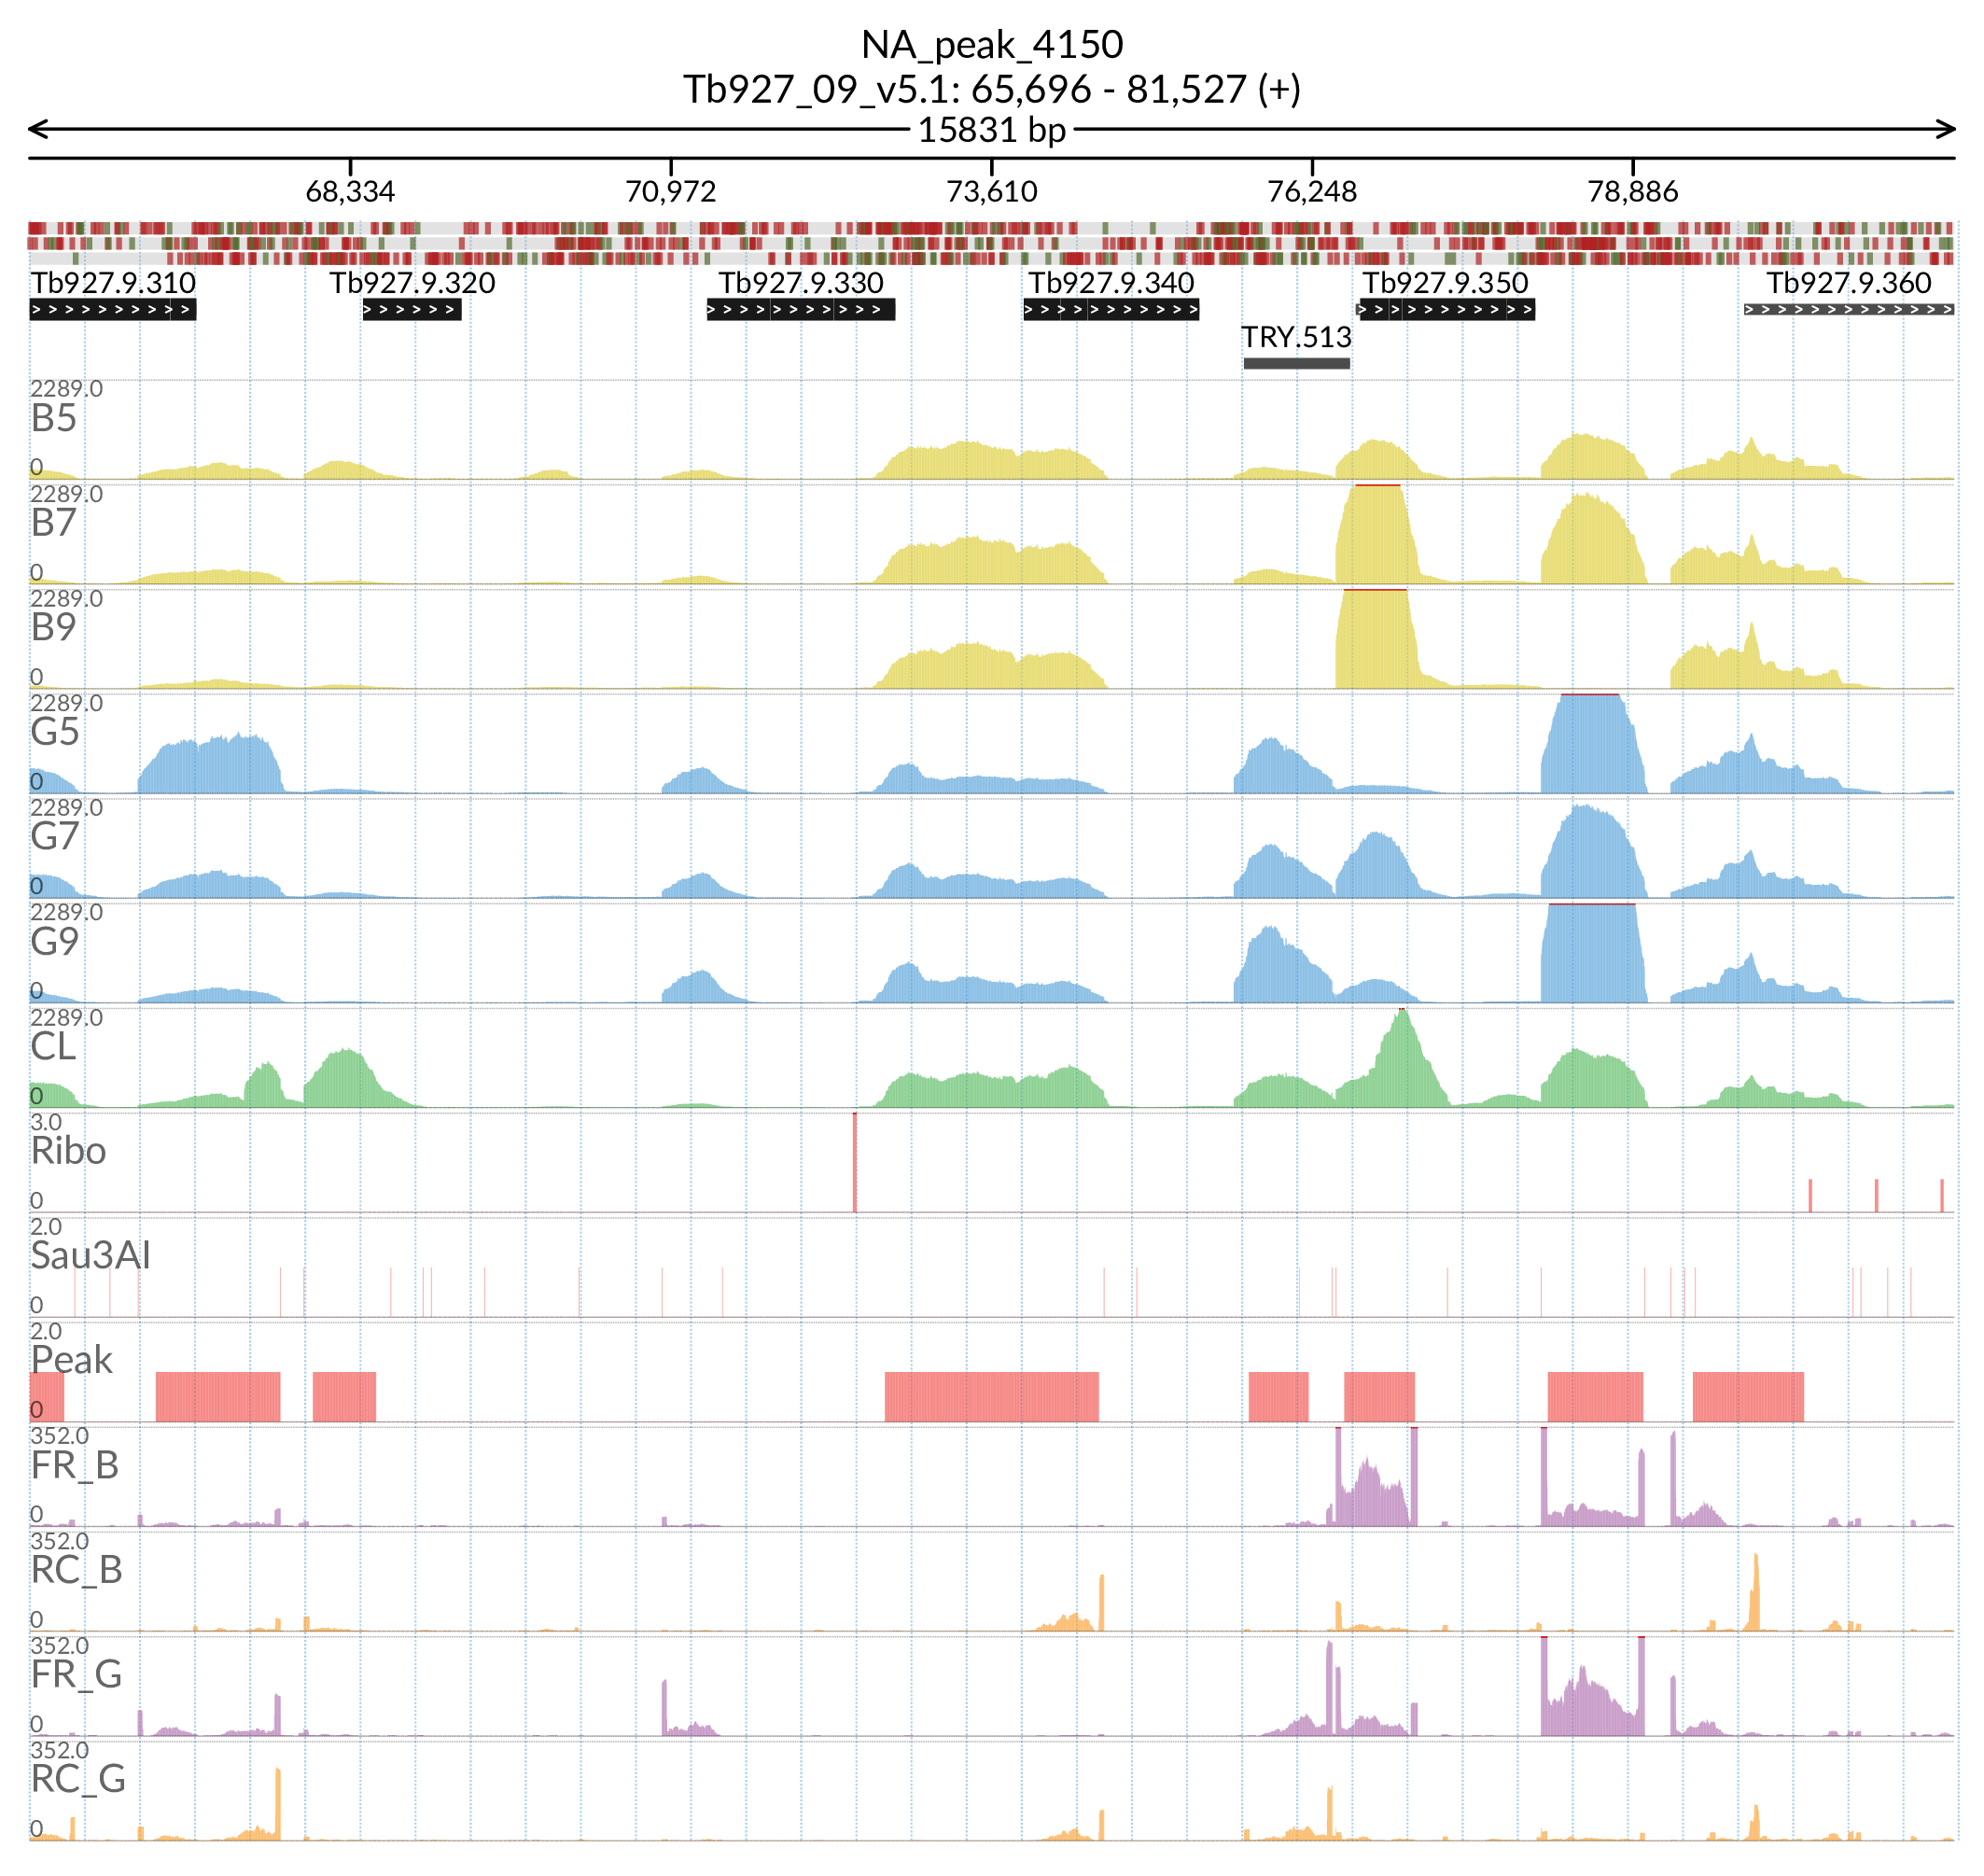 NA_peak_4150
Tb927_09_v5.1: 65,696 - 81,527 (+)
15831 bp
68,334 70,972 73,610 76,248 78,886
Tb927.9.310 Tb927.9.320 Tb927.9.330 Tb927.9.340 Tb927.9.350 Tb927.9.360
TRY.513
2289.0
B5
0
2289.0
B7
0
2289.0
B9
0
2289.0
G5
0
2289.0
G7
0
2289.0
G9
0
2289.0
CL
0
3.0
Ribo
0
2.0
Sau3AI
0
2.0
Peak
0
352.0
FR_B
0
352.0
RC_B
0
352.0
FR_G
0
352.0
RC_G
0